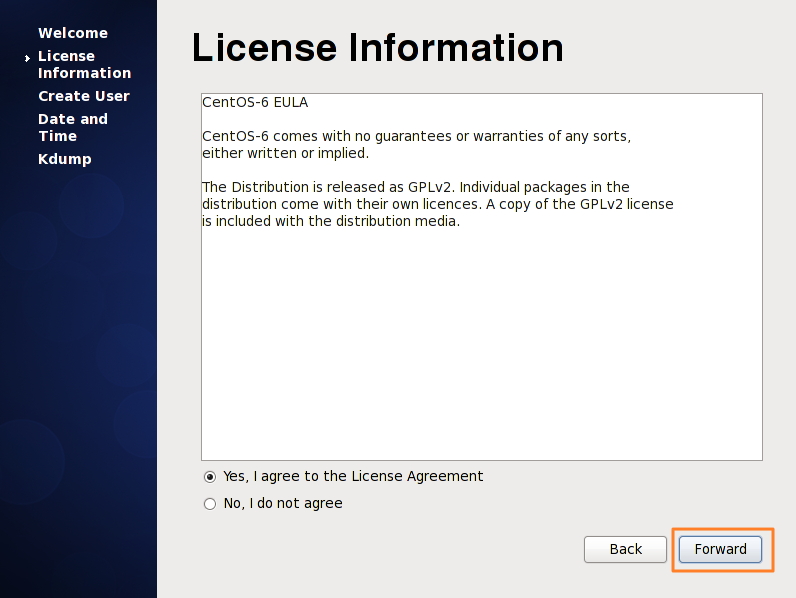 Welcome
License
Information
Create User
Date and
Time
Kdump
License Information
CentOS-6 EULA
CentOS-6 comes with no guarantees or warranties of any sorts,
either written or implied.
The Distribution is released as GPLv2. Individual packages in the
distribution come with their own licences. A copy of the GPLv2 license
is included with the distribution media.
Yes, I agree to the License Agreement
No, I do not agree
Back
Forward